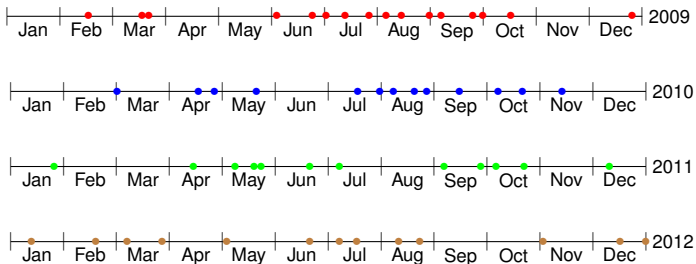 2009
Jan Feb Mar Apr May Jun Jul Aug Sep Oct Nov Dec
2010
Jan Feb Mar Apr May Jun Jul Aug Sep Oct Nov Dec
2011
Jan Feb Mar Apr May Jun Jul Aug Sep Oct Nov Dec
2012
Jan Feb Mar Apr May Jun Jul Aug Sep Oct Nov Dec